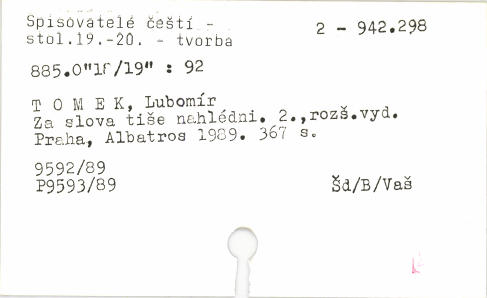 Spisovatelé čeští -
stol.19.-20. - tvorba
2 - 942.298
885.0"18/19" : 92
T O M E K, Lubomír
Za slova tiše nahlédni. 2.,rozš.vyd.
Praha, Albatros 1989. 367 s.
9592/89
P9593/89
Šd/B/Vaš